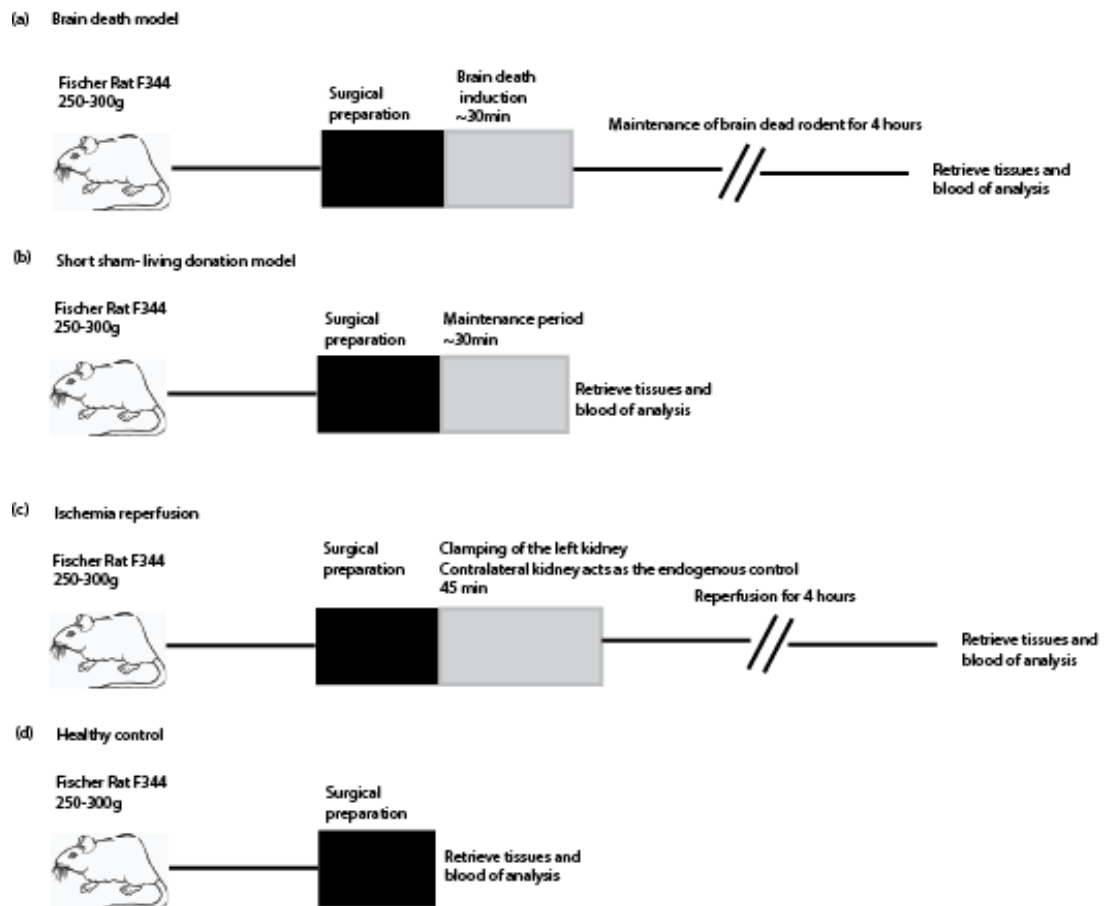 (a) Brain death model
Fischer Rat F344
250-300g
Surgical
preparation
Brain death
induction
~30min
Maintenance of brain dead rodent for 4 hours
Retrieve tissues and
blood of analysis
(b) Short sham- living donation model
Fischer Rat F344
250-300g
Surgical
preparation
Maintenance period
~30min
Retrieve tissues and
blood of analysis
(c) Ischemia reperfusion
Fischer Rat F344
250-300g
Surgical
preparation
Clamping of the left kidney
Contralateral kidney acts as the endogenous control
45 min
Reperfusion for 4 hours
Retrieve tissues and
blood of analysis
(d) Healthy control
Fischer Rat F344
250-300g
Surgical
preparation
Retrieve tissues and
blood of analysis